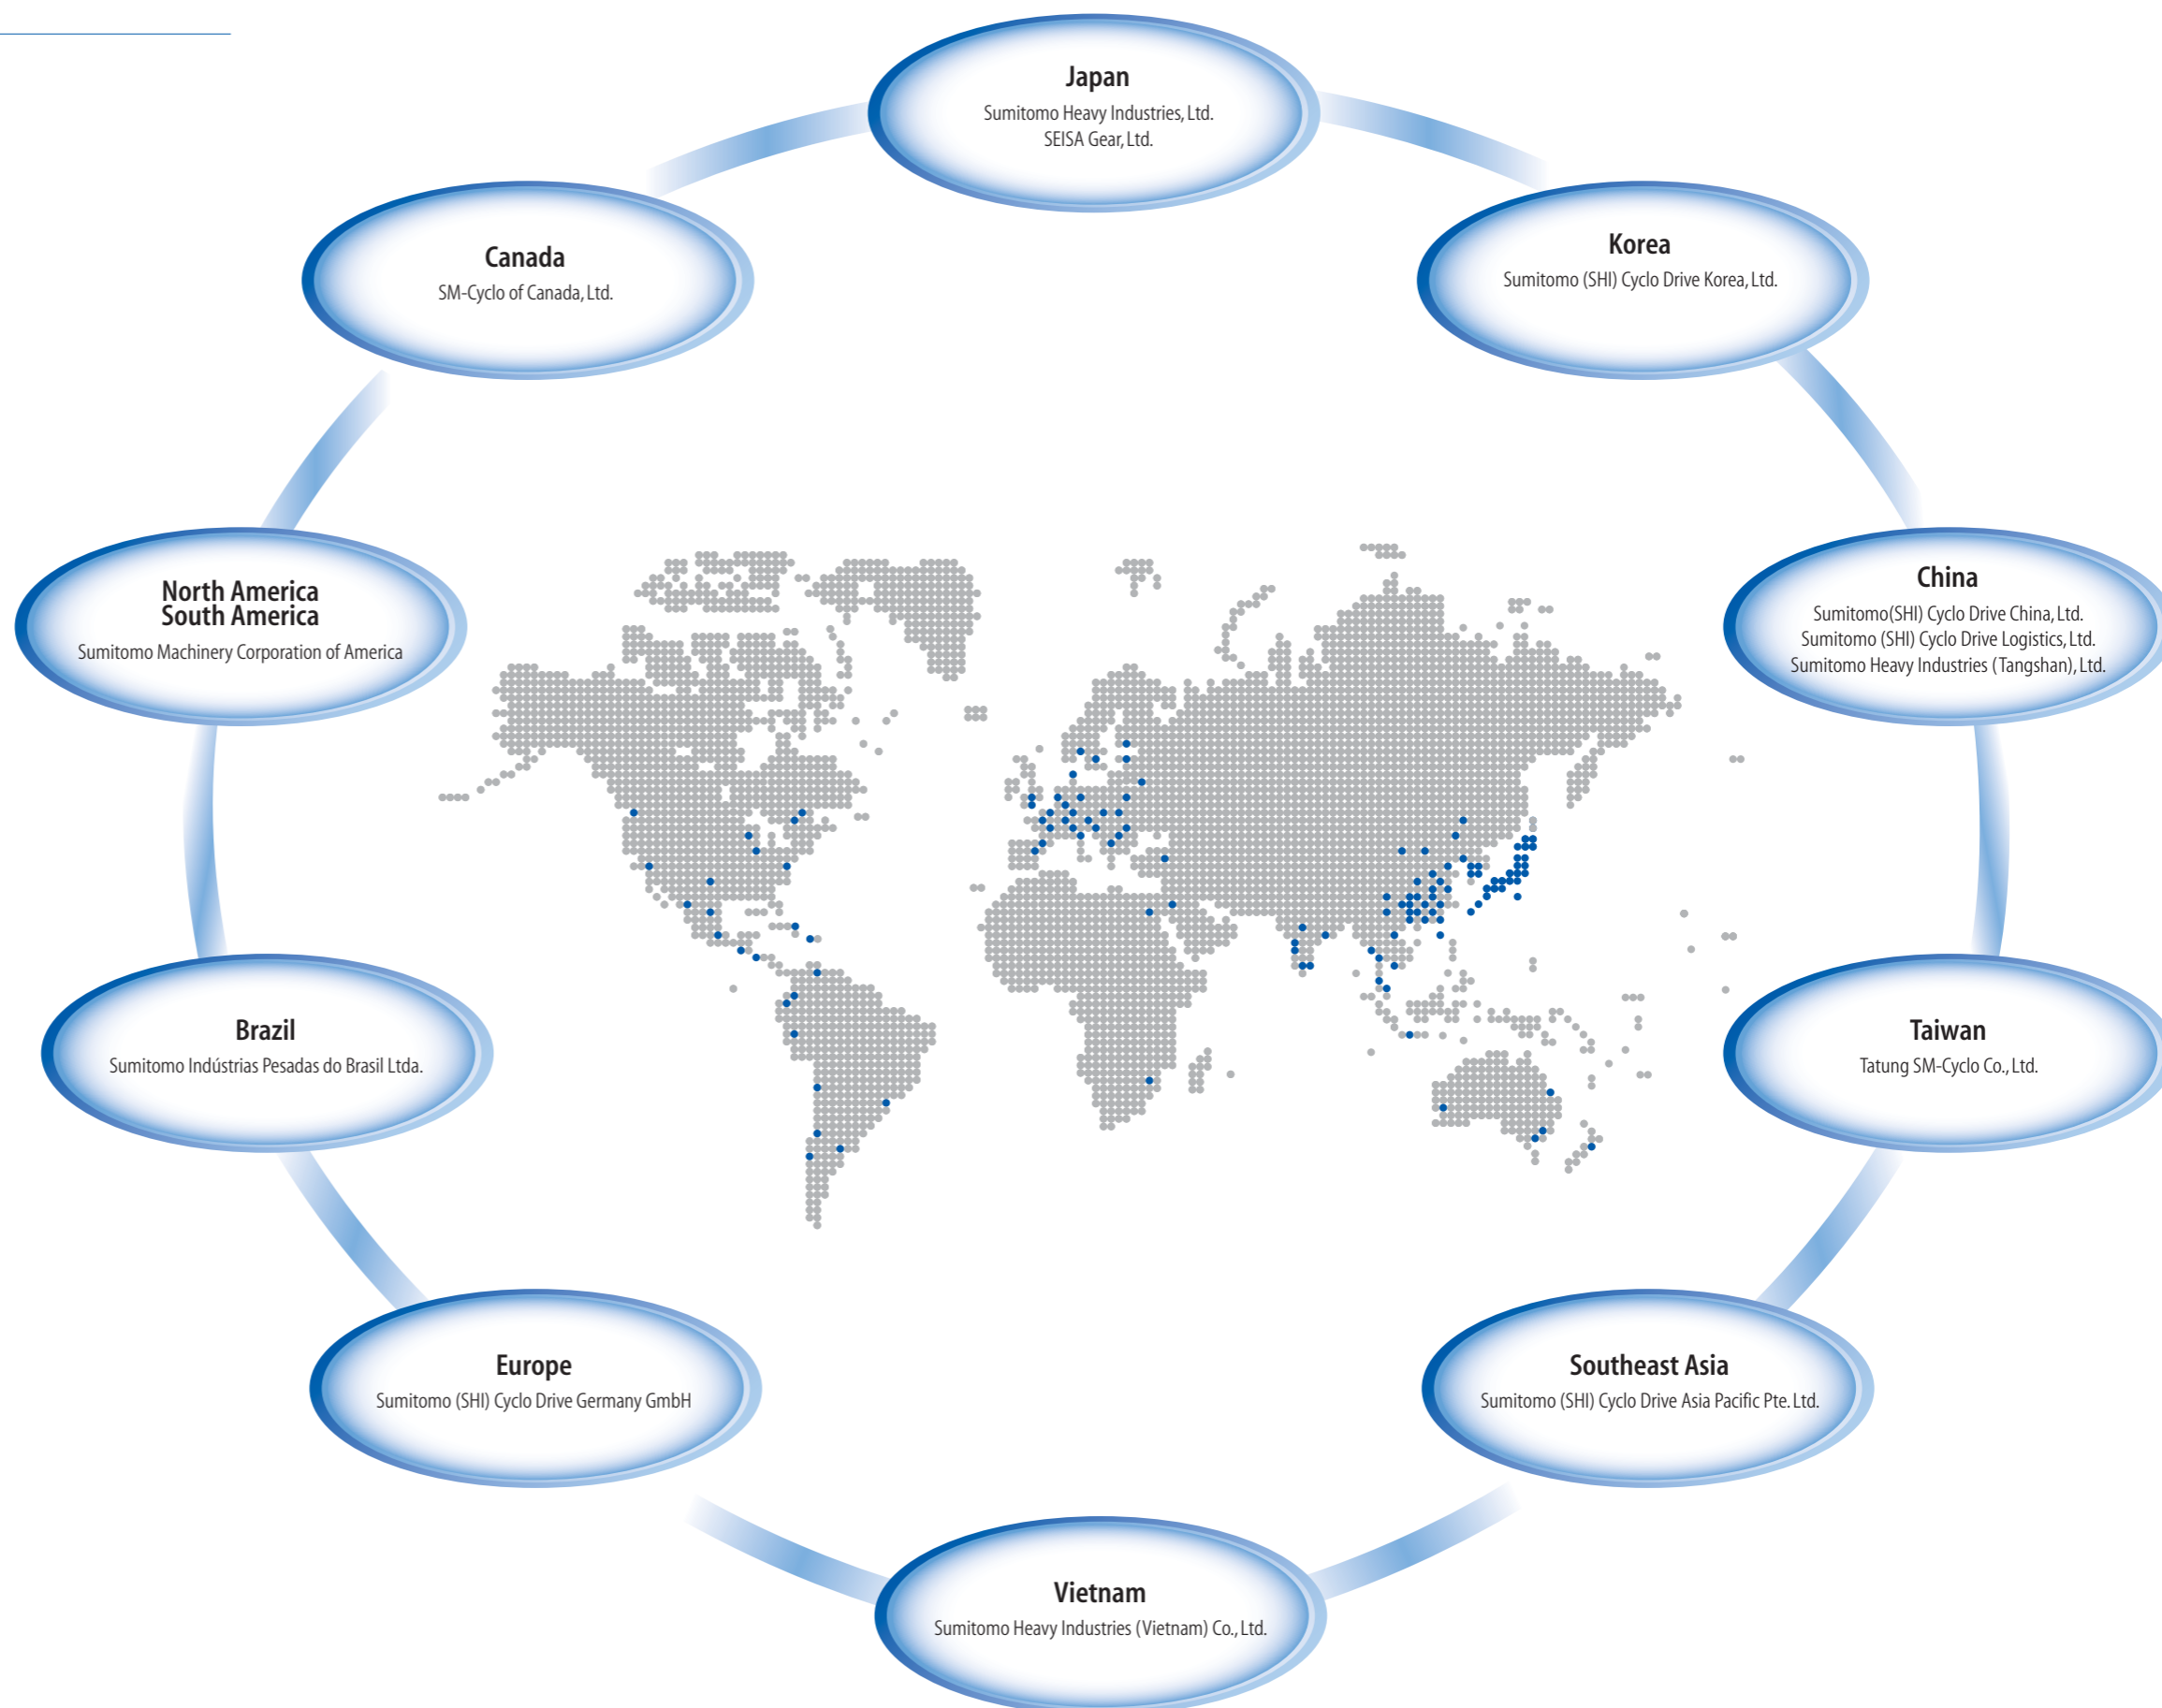 Japan
Sumitomo Heavy Industries, Ltd.
SEISA Gear, Ltd.
Canada
SM-Cyclo of Canada, Ltd.
Korea
Sumitomo (SHI) Cyclo Drive Korea, Ltd.
North America
South America
Sumitomo Machinery Corporation of America
China
Sumitomo(SHI) Cyclo Drive China, Ltd.
Sumitomo (SHI) Cyclo Drive Logistics, Ltd.
Sumitomo Heavy Industries (Tangshan), Ltd.
Brazil
Sumitomo Indústrias Pesadas do Brasil Ltda.
Taiwan
Tatung SM-Cyclo Co., Ltd.
Europe
Sumitomo (SHI) Cyclo Drive Germany GmbH
Southeast Asia
Sumitomo (SHI) Cyclo Drive Asia Pacific Pte. Ltd.
Vietnam
Sumitomo Heavy Industries (Vietnam) Co., Ltd.